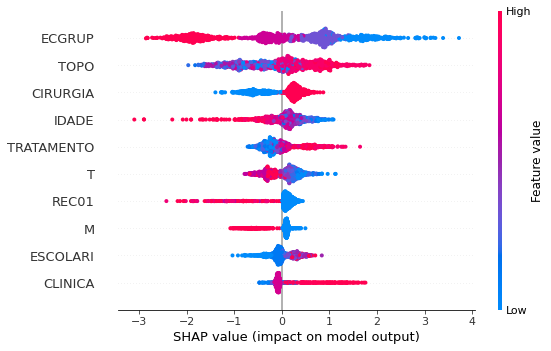 High
ECGRUP
TOPO
CIRURGIA
IDADE
TRATAMENTO
T
REC01
M
ESCOLARI
CLINICA
Feature value
Low
−3 −2 −1 0 1 2 3 4
SHAP value (impact on model output)